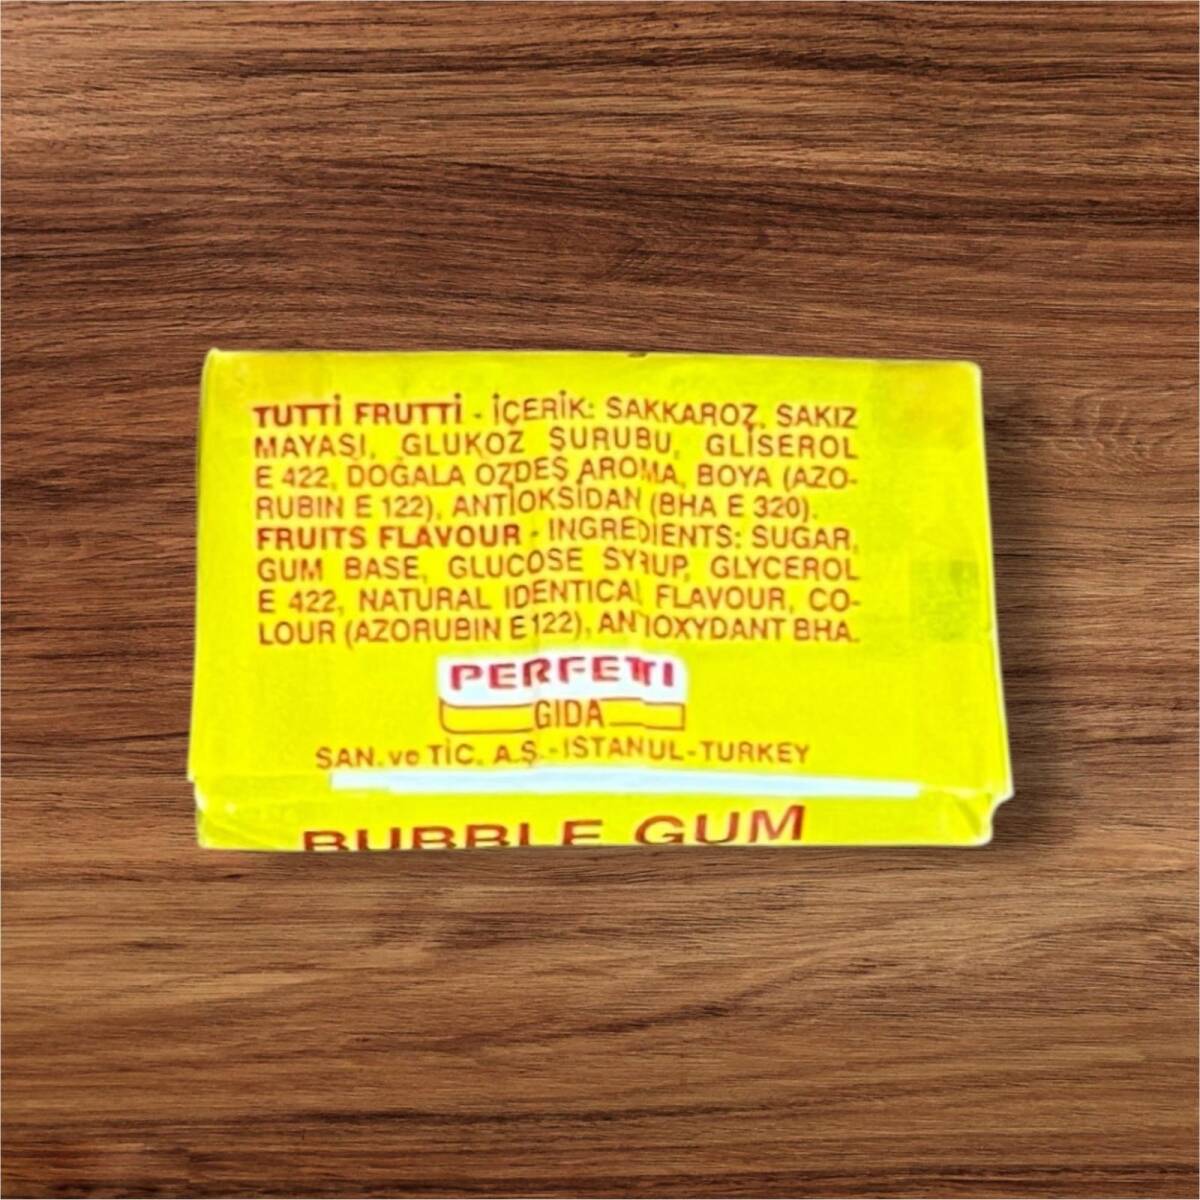 TUTTİ FRUTTİ - İÇERİK: SAKKAROZ, SAKIZ
MAYASI, GLUKOZ ŞURUBU, GLİSEROL
E 422, DOĞALA ÖZDEŞ AROMA, BOYA (AZO-
RUBIN E 122), ANTİOKSİDAN (BHA E 320).
FRUITS FLAVOUR - INGREDIENTS: SUGAR,
GUM BASE, GLUCOSE SYRUP, GLYCEROL
E 422, NATURAL IDENTICAL FLAVOUR, CO-
LOUR (AZORUBIN E 122), ANTIOXYDANT BHA.
PERFETTI
GIDA
SAN. ve TİC. A.Ş. - ISTANUL - TURKEY
BUBBLE GUM